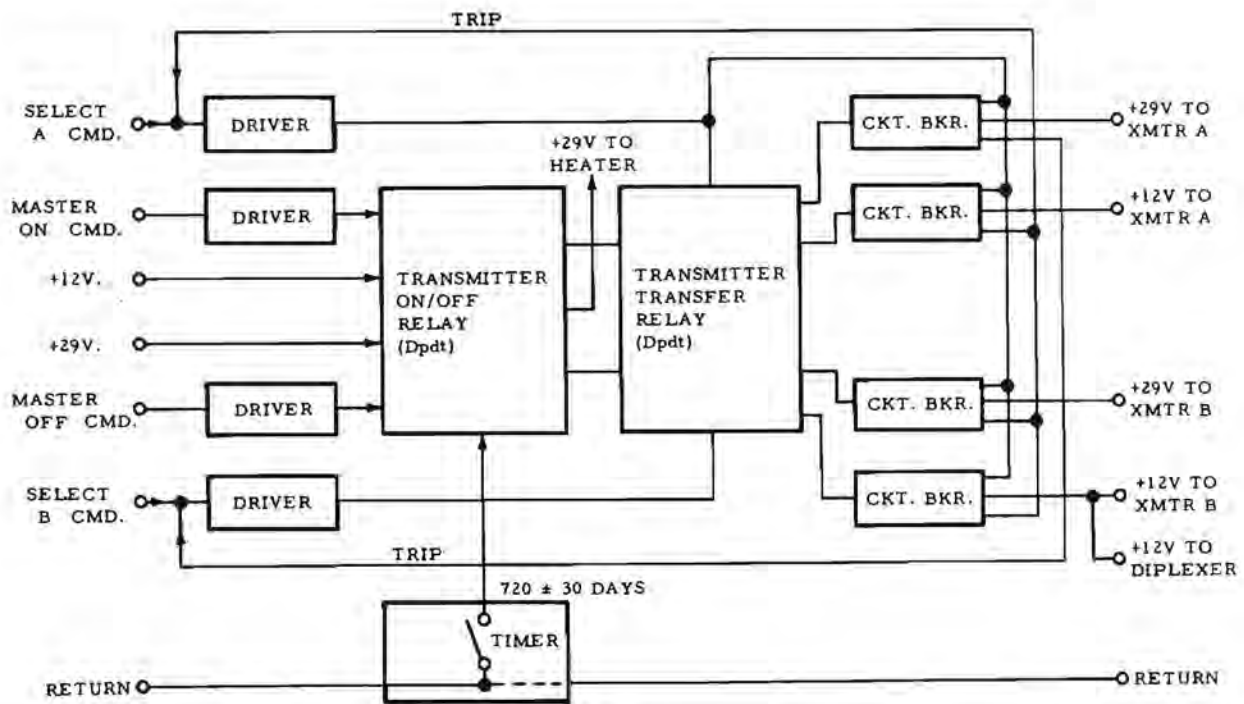 TRIP
SELECT
A CMD.
DRIVER
+29V TO
HEATER
CKT. BKR.
+29V TO
XMTR A
MASTER
ON CMD.
DRIVER
CKT. BKR.
+12V TO
XMTR A
+12V.
TRANSMITTER
ON/OFF
RELAY
(Dpdt)
TRANSMITTER
TRANSFER
RELAY
(Dpdt)
+29V.
MASTER
OFF CMD.
DRIVER
CKT. BKR.
+29V TO
XMTR B
SELECT
B CMD.
DRIVER
CKT. BKR.
+12V TO
XMTR B
TRIP
+12V TO
DIPLEXER
720 ± 30 DAYS
TIMER
RETURN
RETURN